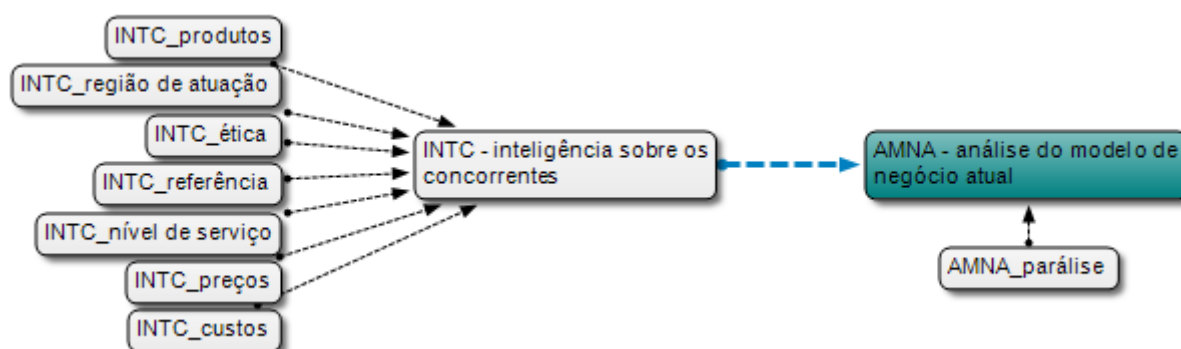 INTC_produtos
INTC_região de atuação
INTC_ética
INTC_referência
INTC_nível de serviço
INTC_preços
INTC_custos
INTC - inteligência sobre os
concorrentes
AMNA - análise do modelo de
negócio atual
AMNA_parálise